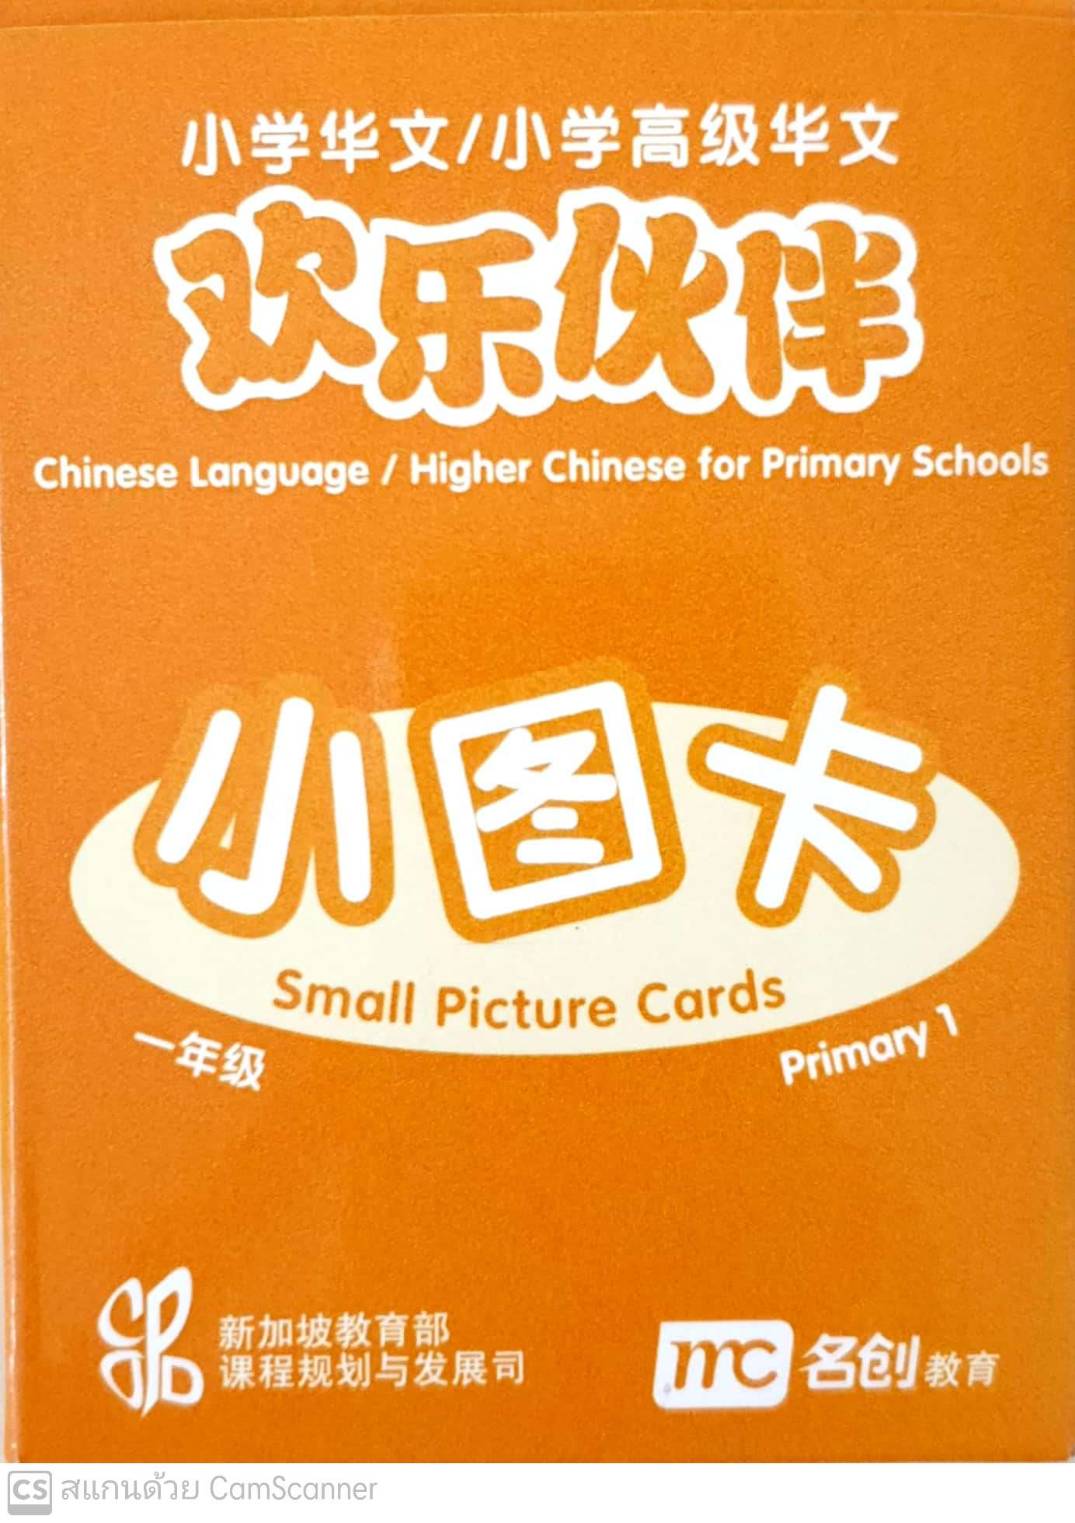 小学华文/小学高级华文
欢乐伙伴
Chinese Language / Higher Chinese for Primary Schools
小图卡
Small Picture Cards
一年级
Primary 1
CPDD
新加坡教育部
课程规划与发展司
mc 名创教育
CS สแกนด้วย CamScanner